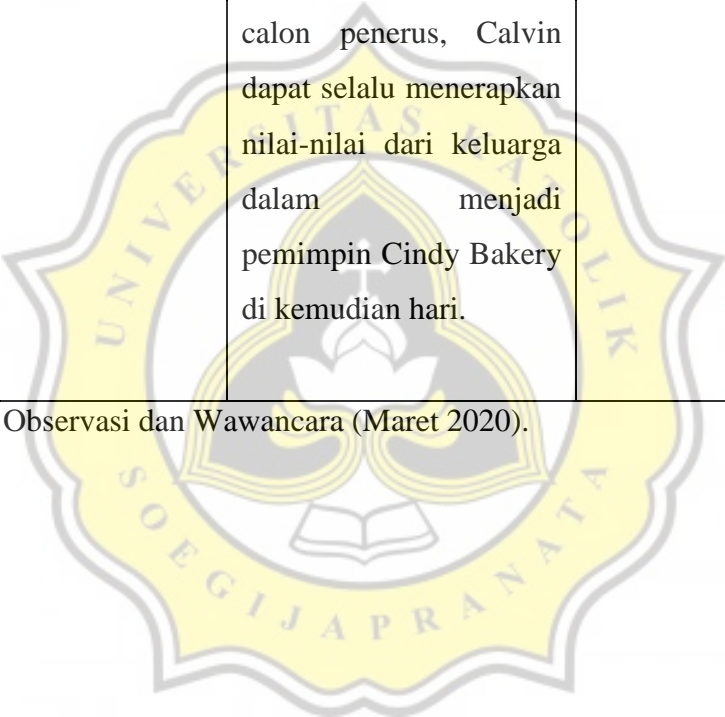 calon penerus, Calvin
dapat selalu menerapkan
nilai-nilai dari keluarga
dalam menjadi
pemimpin Cindy Bakery
di kemudian hari.
Observasi dan Wawancara (Maret 2020).
UNIVERSITAS KATOLIK
SOEGIJAPRANATA